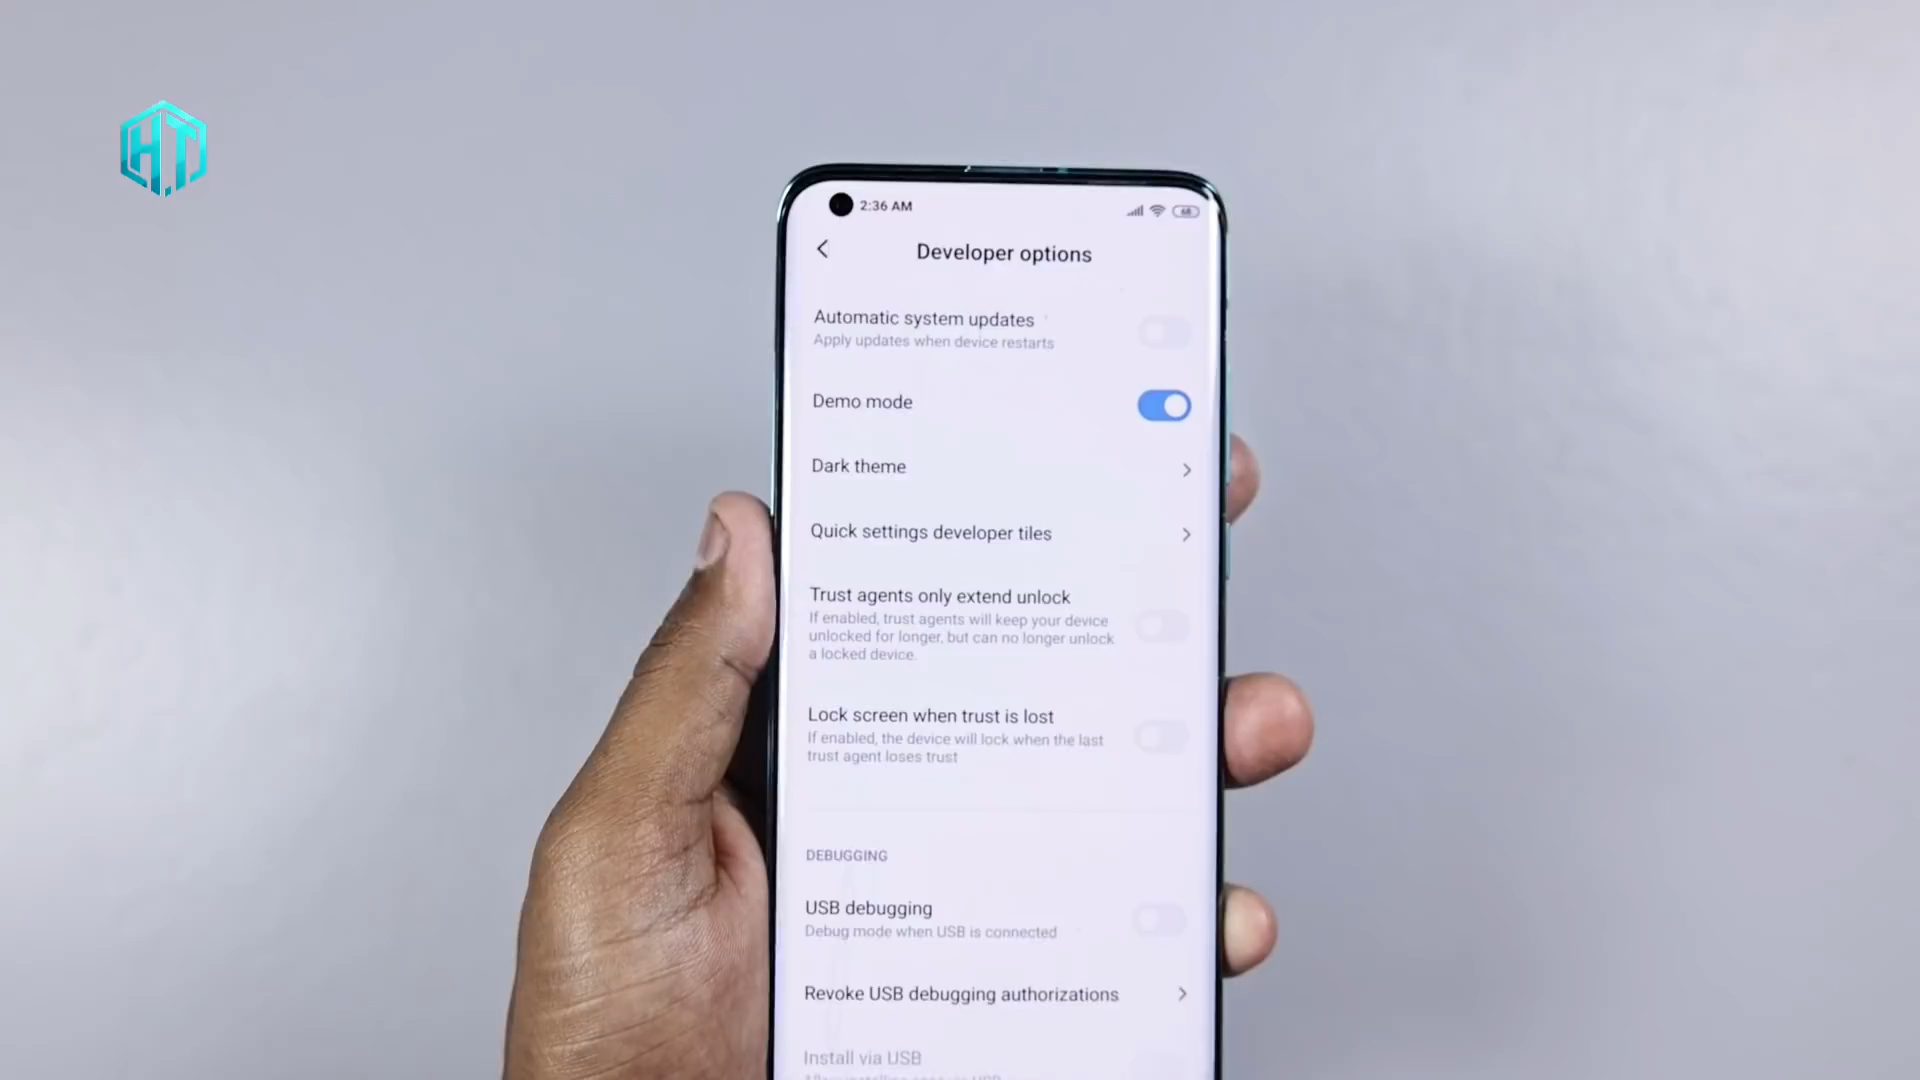 H.T
2:36 AM
68
Developer options
Automatic system updates
Apply updates when device restarts
Demo mode
Dark theme
Quick settings developer tiles
Trust agents only extend unlock
If enabled, trust agents will keep your device
unlocked for longer, but can no longer unlock
a locked device.
Lock screen when trust is lost
If enabled, the device will lock when the last
trust agent loses trust
DEBUGGING
USB debugging
Debug mode when USB is connected
Revoke USB debugging authorizations
Install via USB